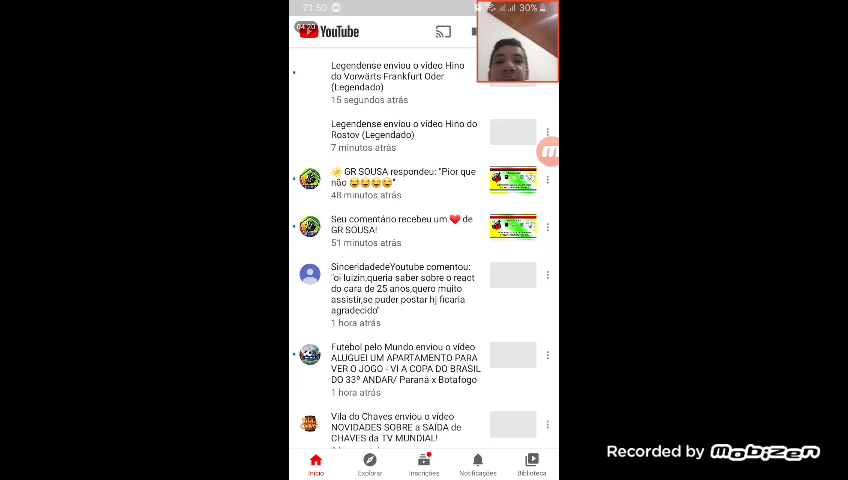 21:50
30%
04:20
YouTube
Legendense enviou o vídeo Hino
do Vorwärts Frankfurt Oder
(Legendado)
15 segundos atrás
Legendense enviou o vídeo Hino do
Rostov (Legendado)
7 minutos atrás
🌟 GR SOUSA respondeu: "Pior que
não 😂😂😂😂"
48 minutos atrás
Seu comentário recebeu um ❤️ de
GR SOUSA!
51 minutos atrás
SinceridadedeYoutube comentou:
"oi luizin,queria saber sobre o react
do cara de 25 anos,quero muito
assistir,se puder postar hj ficaria
agradecido"
1 hora atrás
Futebol pelo Mundo enviou o vídeo
ALUGUEI UM APARTAMENTO PARA
VER O JOGO - VI A COPA DO BRASIL
DO 33º ANDAR/ Paraná x Botafogo
1 hora atrás
Vila do Chaves enviou o vídeo
NOVIDADES SOBRE a SAÍDA de
CHAVES da TV MUNDIAL!
Início
Explorar
Inscrições
Notificações
Biblioteca
Recorded by mobizen